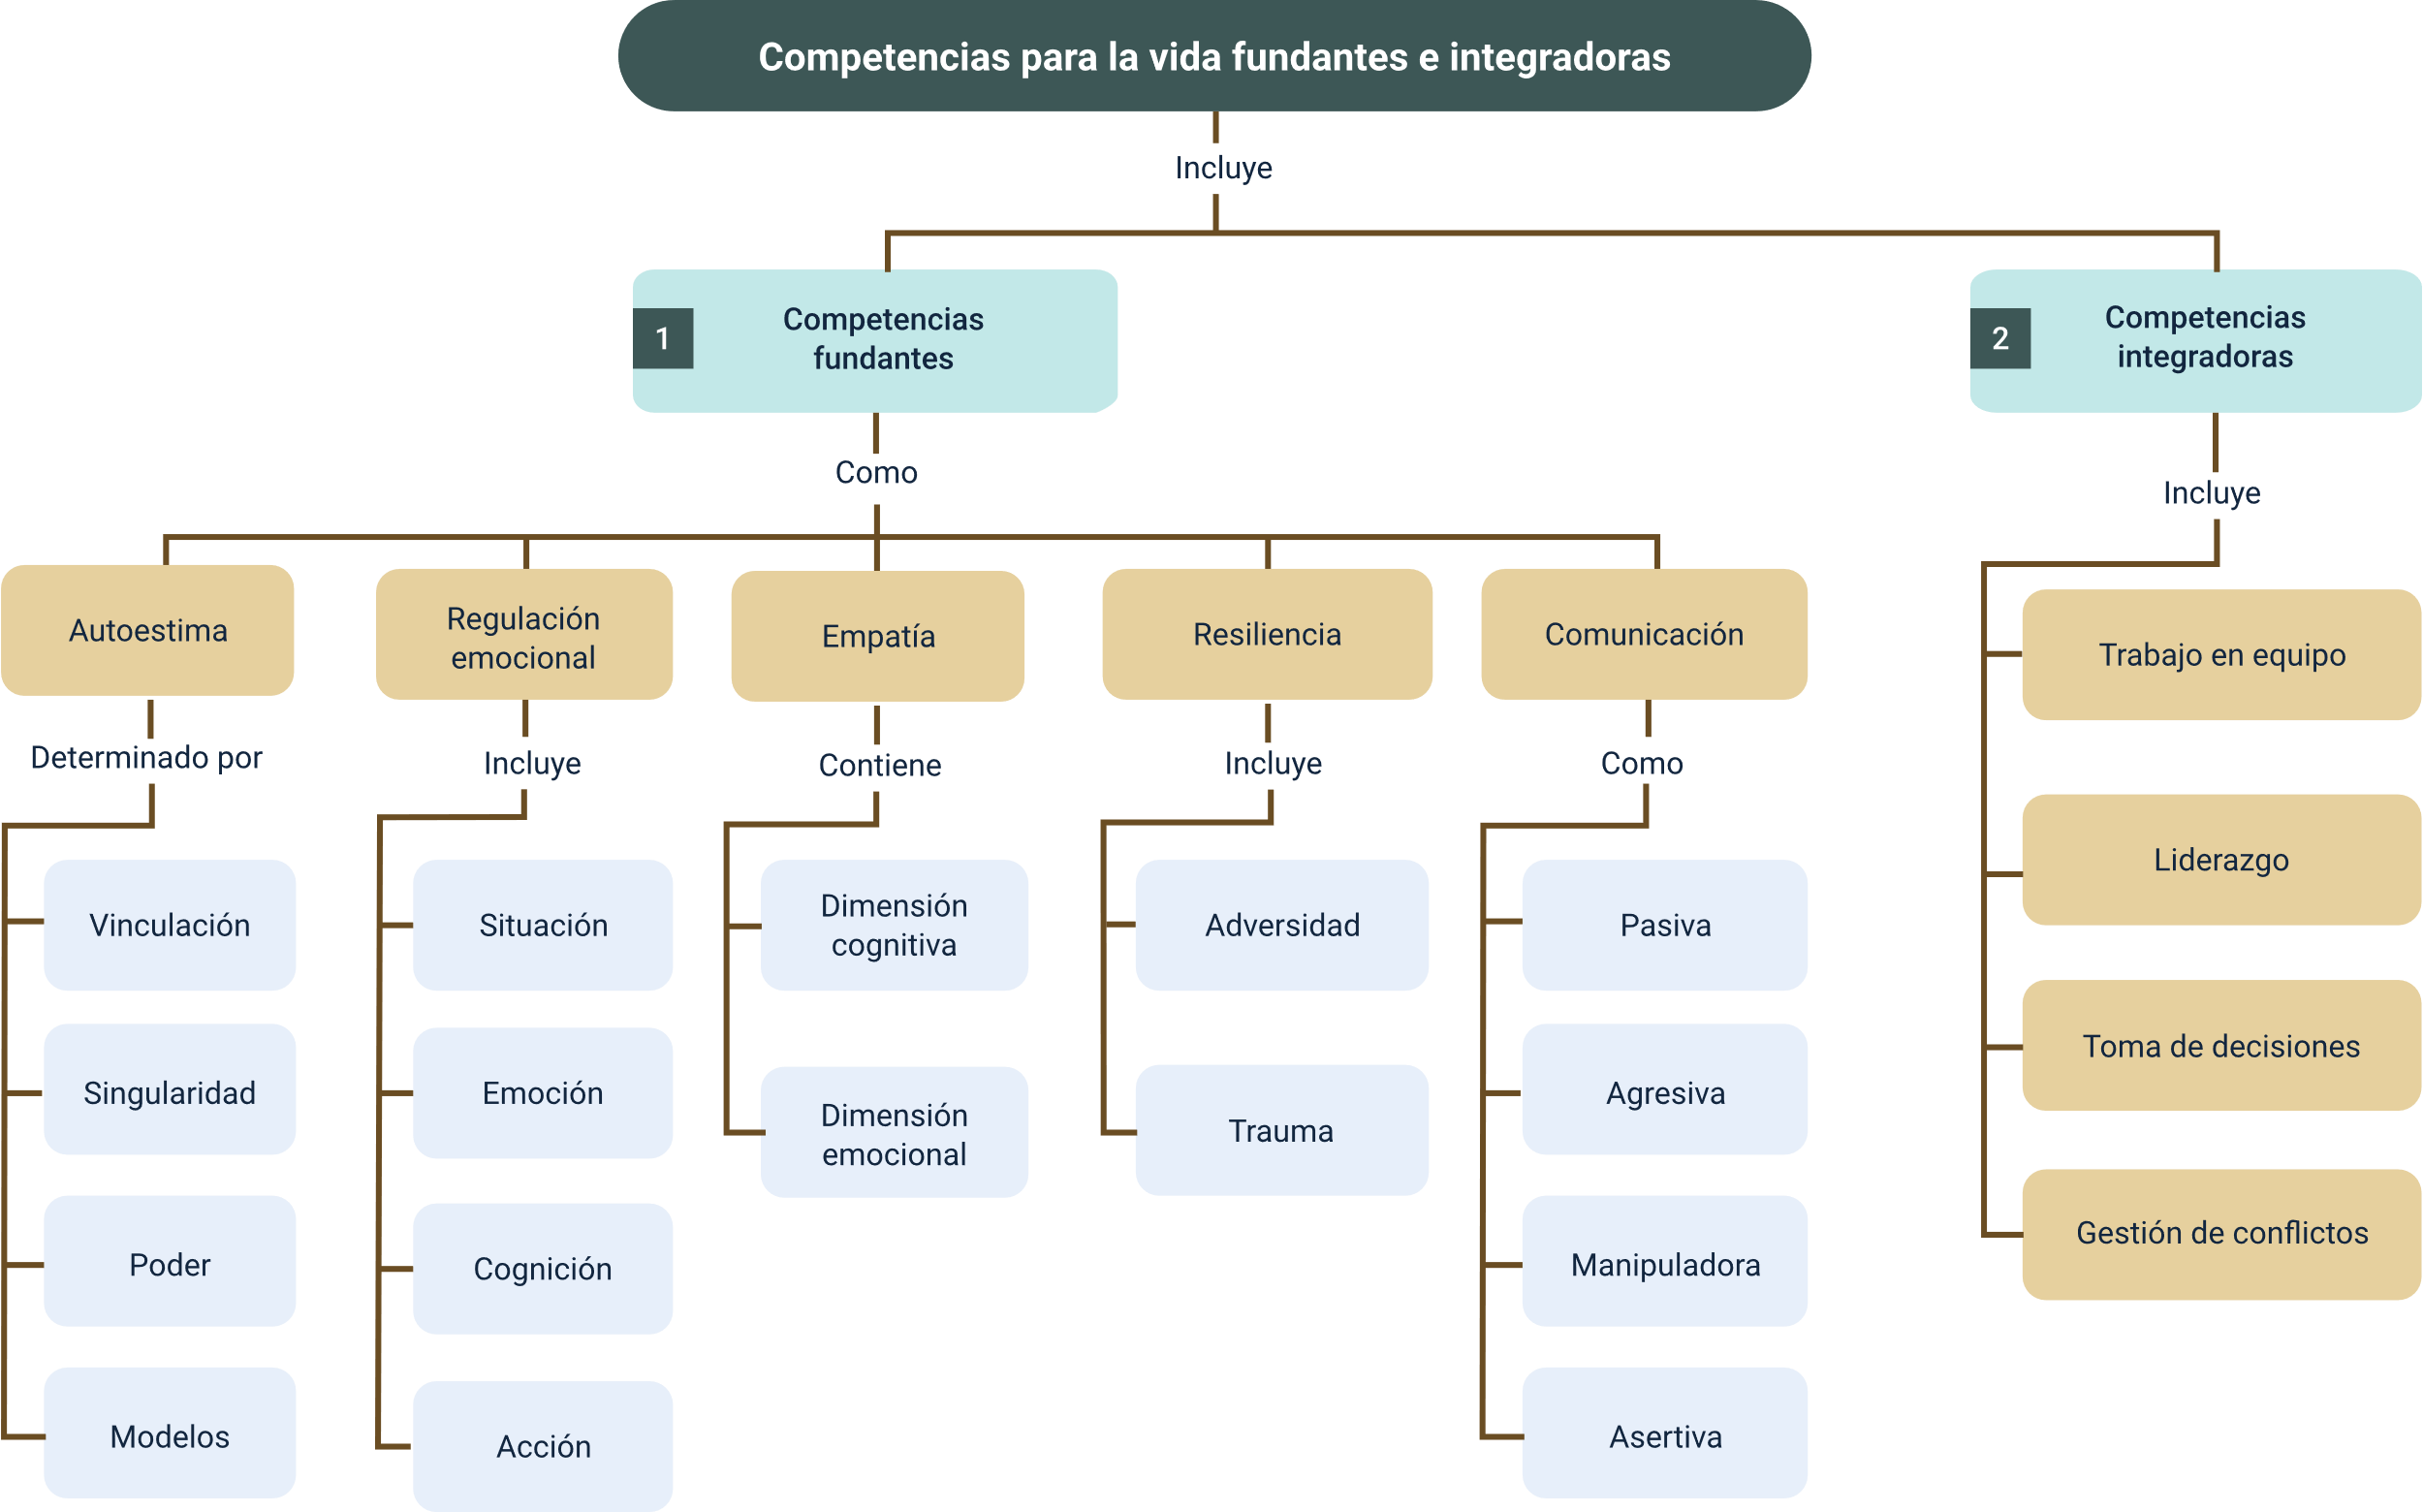 Competencias para la vida fundantes e integradoras
Incluye
1
Competencias
fundantes
2
Competencias
integradoras
Como
Incluye
Autoestima
Regulación
emocional
Empatía
Resiliencia
Comunicación
Determinado por
Incluye
Contiene
Incluye
Como
Vinculación
Singularidad
Poder
Modelos
Situación
Emoción
Cognición
Acción
Dimensión
cognitiva
Dimensión
emocional
Adversidad
Trauma
Pasiva
Agresiva
Manipuladora
Asertiva
Trabajo en equipo
Liderazgo
Toma de decisiones
Gestión de conflictos